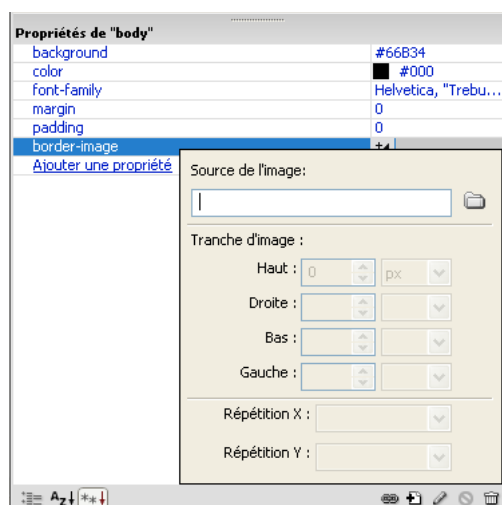 Propriétés de "body"
background #66B34
color #000
font-family Helvetica, "Trebu...
margin 0
padding 0
border-image
Ajouter une propriété
Source de l'image:
Tranche d'image :
Haut : 0 px
Droite :
Bas :
Gauche :
Répétition X :
Répétition Y :